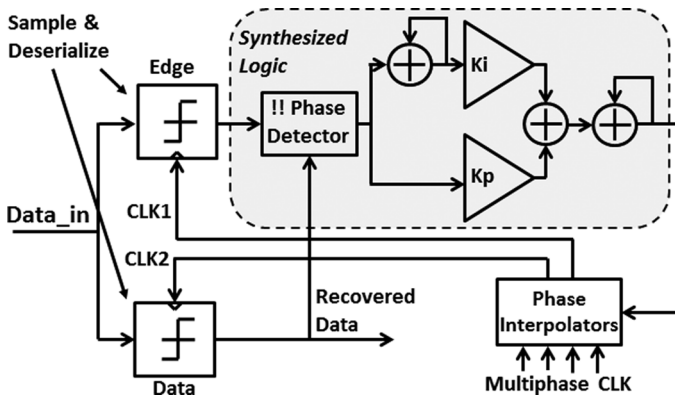 Sample &
Deserialize
Edge
Synthesized
Logic
!! Phase
Detector
Ki
Kp
Data_in
CLK1
CLK2
Recovered
Data
Data
Phase
Interpolators
Multiphase CLK